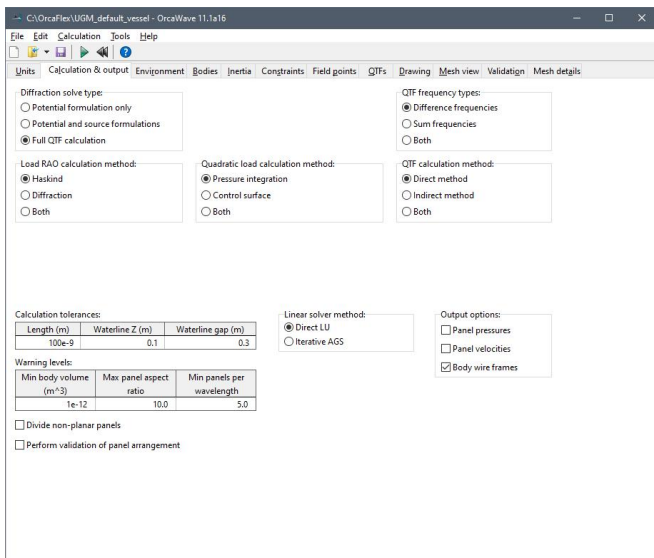 C:\OrcaFlex\UGM_default_vessel - OrcaWave 11.1a16
File Edit Calculation Tools Help
Units Calculation & output Environment Bodies Inertia Constraints Field points QTFs Drawing Mesh view Validation Mesh details
Diffraction solve type:
Potential formulation only
Potential and source formulations
Full QTF calculation
QTF frequency types:
Difference frequencies
Sum frequencies
Both
Load RAO calculation method:
Haskind
Diffraction
Both
Quadratic load calculation method:
Pressure integration
Control surface
Both
QTF calculation method:
Direct method
Indirect method
Both
Calculation tolerances:
Length (m) Waterline Z (m) Waterline gap (m)
100e-9 0.1 0.3
Warning levels:
Min body volume (m^3) Max panel aspect ratio Min panels per wavelength
1e-12 10.0 5.0
Divide non-planar panels
Perform validation of panel arrangement
Linear solver method:
Direct LU
Iterative AGS
Output options:
Panel pressures
Panel velocities
Body wire frames